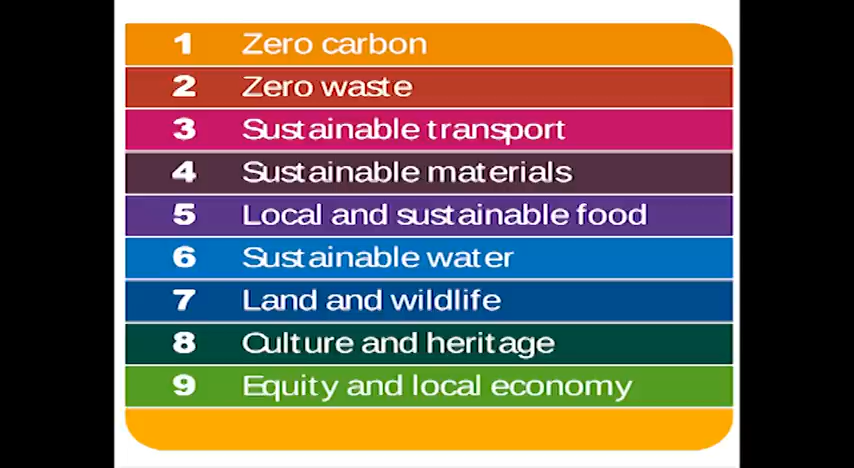 1 Zero carbon
2 Zero waste
3 Sustainable transport
4 Sustainable materials
5 Local and sustainable food
6 Sustainable water
7 Land and wildlife
8 Culture and heritage
9 Equity and local economy